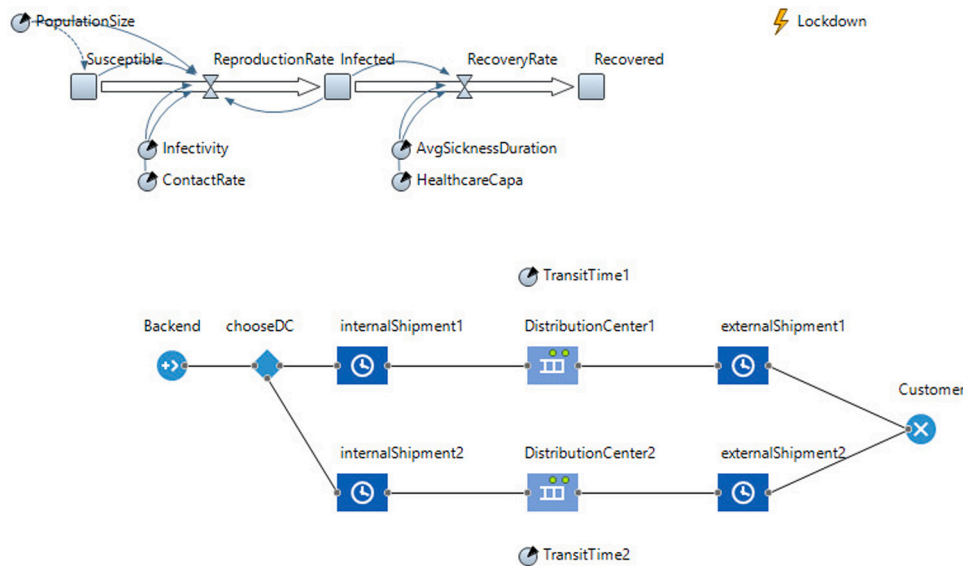 PopulationSize
Lockdown
Susceptible
ReproductionRate
Infected
RecoveryRate
Recovered
Infectivity
AvgSicknessDuration
ContactRate
HealthcareCapa
TransitTime1
Backend
chooseDC
internalShipment1
DistributionCenter1
externalShipment1
Customer
internalShipment2
DistributionCenter2
externalShipment2
TransitTime2